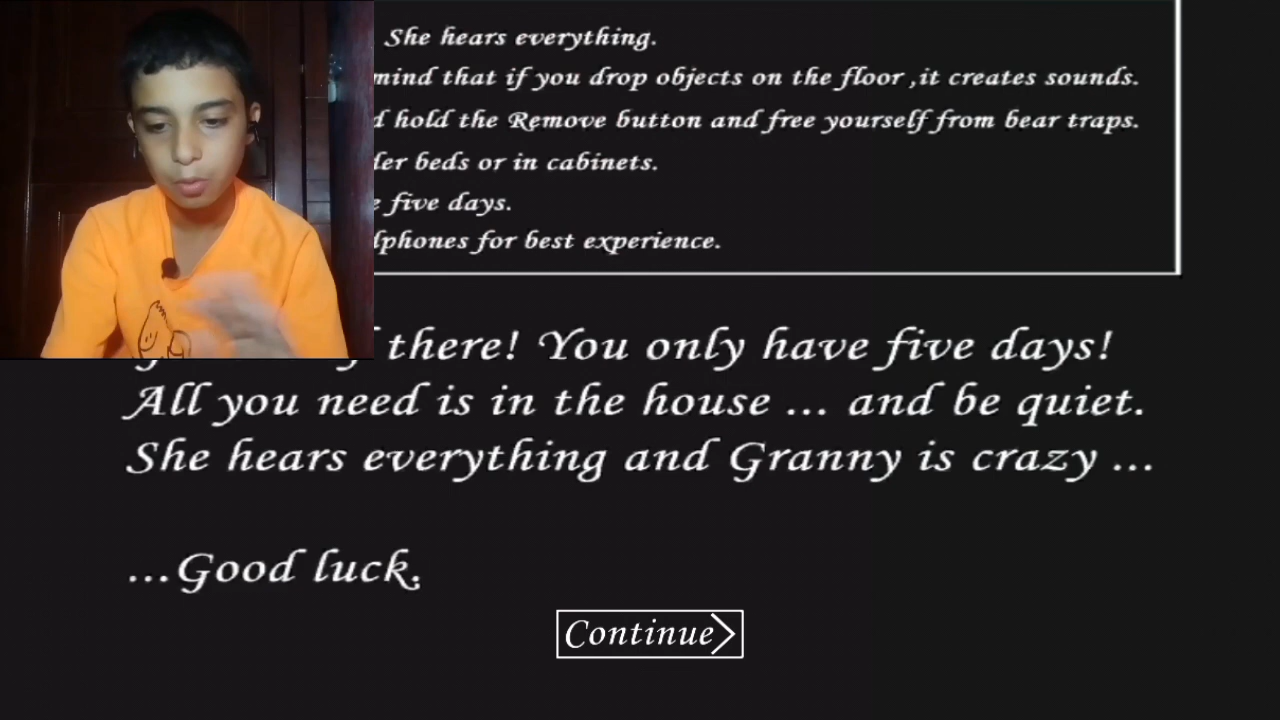 She hears everything.
mind that if you drop objects on the floor ,it creates sounds.
hold the Remove button and free yourself from bear traps.
beds or in cabinets.
five days.
for best experience.
there! You only have five days!
All you need is in the house ... and be quiet.
She hears everything and Granny is crazy ...
...Good luck.
Continue>